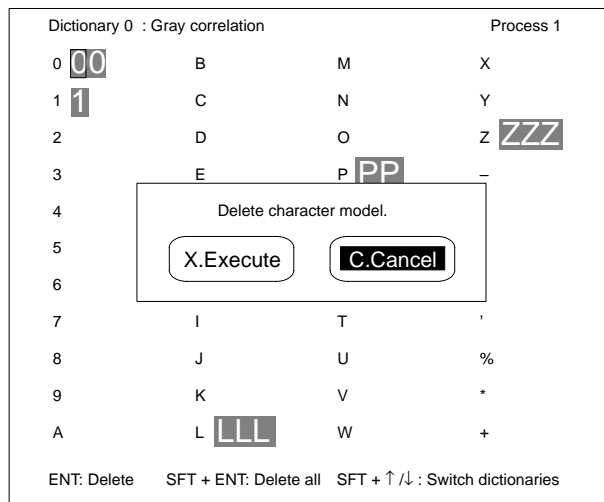 Dictionary 0 : Gray correlation Process 1
0 00 B M X
1 1 C N Y
2 D O Z ZZZ
3 E P PP –
4
Delete character model.
5
X.Execute C.Cancel
6
7 I T '
8 J U %
9 K V *
A L LLL W +
ENT: Delete SFT + ENT: Delete all SFT + ↑/↓ : Switch dictionaries